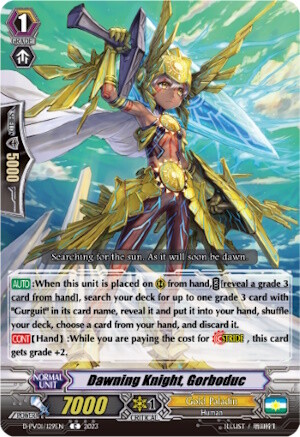 1
GRADE
5000
Searching for the sun. As it will soon be dawn.
AUTO :When this unit is placed on from hand, [reveal a grade 3
card from hand], search your deck for up to one grade 3 card with
"Gurguit" in its card name, reveal it and put it into your hand, shuffle
your deck, choose a card from your hand, and discard it.
CONT [Hand] :While you are paying the cost for STRIDE , this card
gets grade +2.
NORMAL
UNIT
Dawning Knight, Gorboduc
7000
1
Gold Paladin
Human
D-PV01/129EN C 2022